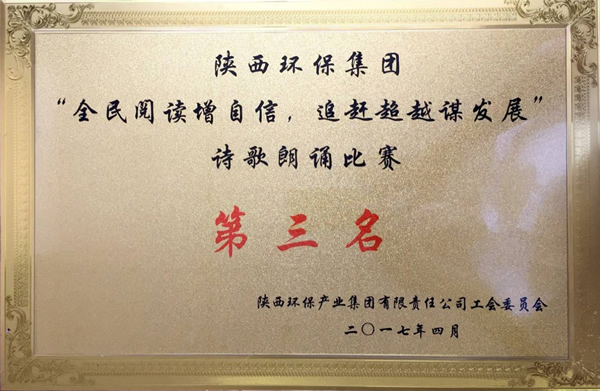 陕西环保集团
“全民阅读增自信，追赶超越谋发展”
诗歌朗诵比赛
第三名
陕西环保产业集团有限责任公司工会委员会
二〇一七年四月